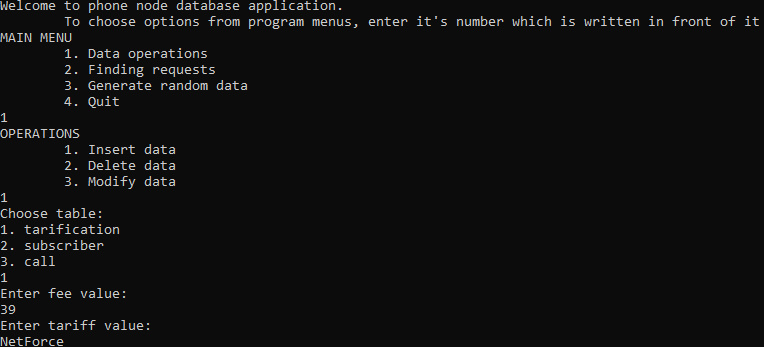 Welcome to phone node database application.
To choose options from program menus, enter it's number which is written in front of it
MAIN MENU
1. Data operations
2. Finding requests
3. Generate random data
4. Quit
1
OPERATIONS
1. Insert data
2. Delete data
3. Modify data
1
Choose table:
1. tarification
2. subscriber
3. call
1
Enter fee value:
39
Enter tariff value:
NetForce